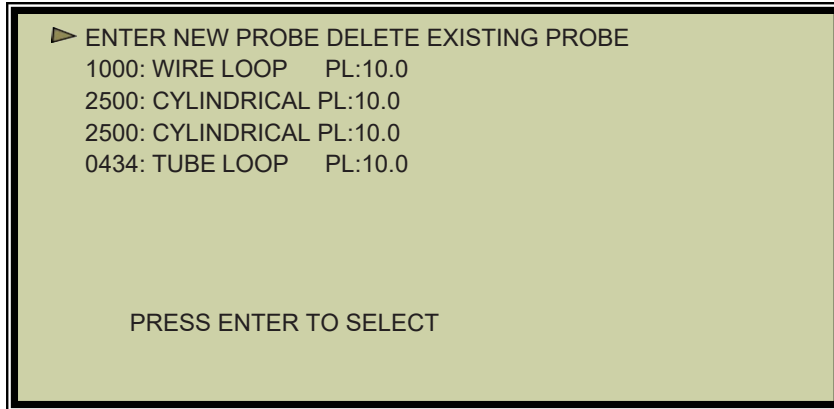 ENTER NEW PROBE DELETE EXISTING PROBE
1000: WIRE LOOP PL:10.0
2500: CYLINDRICAL PL:10.0
2500: CYLINDRICAL PL:10.0
0434: TUBE LOOP PL:10.0
PRESS ENTER TO SELECT